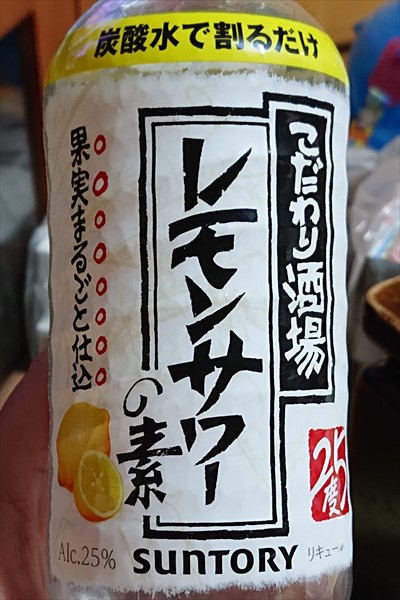 炭酸水で割るだけ
こだわり酒場
レモンサワー
の素
果実まるごと仕込
25度
Alc.25%
SUNTORY
リキュール